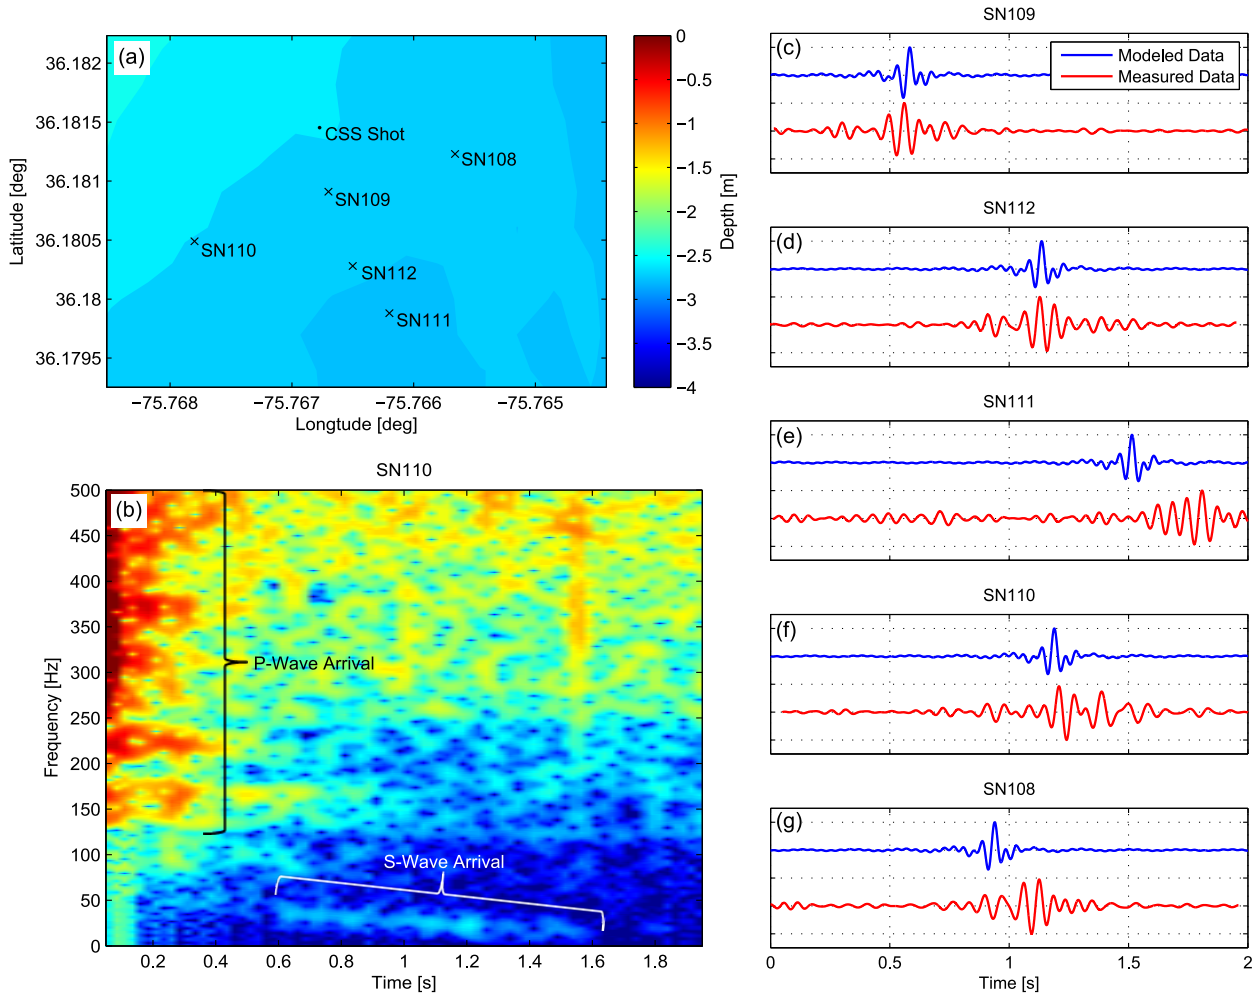 (a)
36.182
36.1815
36.181
36.1805
36.18
36.1795
Latitude [deg]
CSS Shot
SN108
SN109
SN110
SN112
SN111
−75.768
−75.767
−75.766
−75.765
Longtude [deg]
0
−0.5
−1
−1.5
−2
−2.5
−3
−3.5
−4
Depth [m]
SN110
(b)
500
450
400
350
300
250
200
150
100
50
0
Frequency [Hz]
P-Wave Arrival
S-Wave Arrival
0.2
0.4
0.6
0.8
1
1.2
1.4
1.6
1.8
Time [s]
SN109
(c)
Modeled Data
Measured Data
SN112
(d)
SN111
(e)
SN110
(f)
SN108
(g)
0
0.5
1
1.5
2
Time [s]